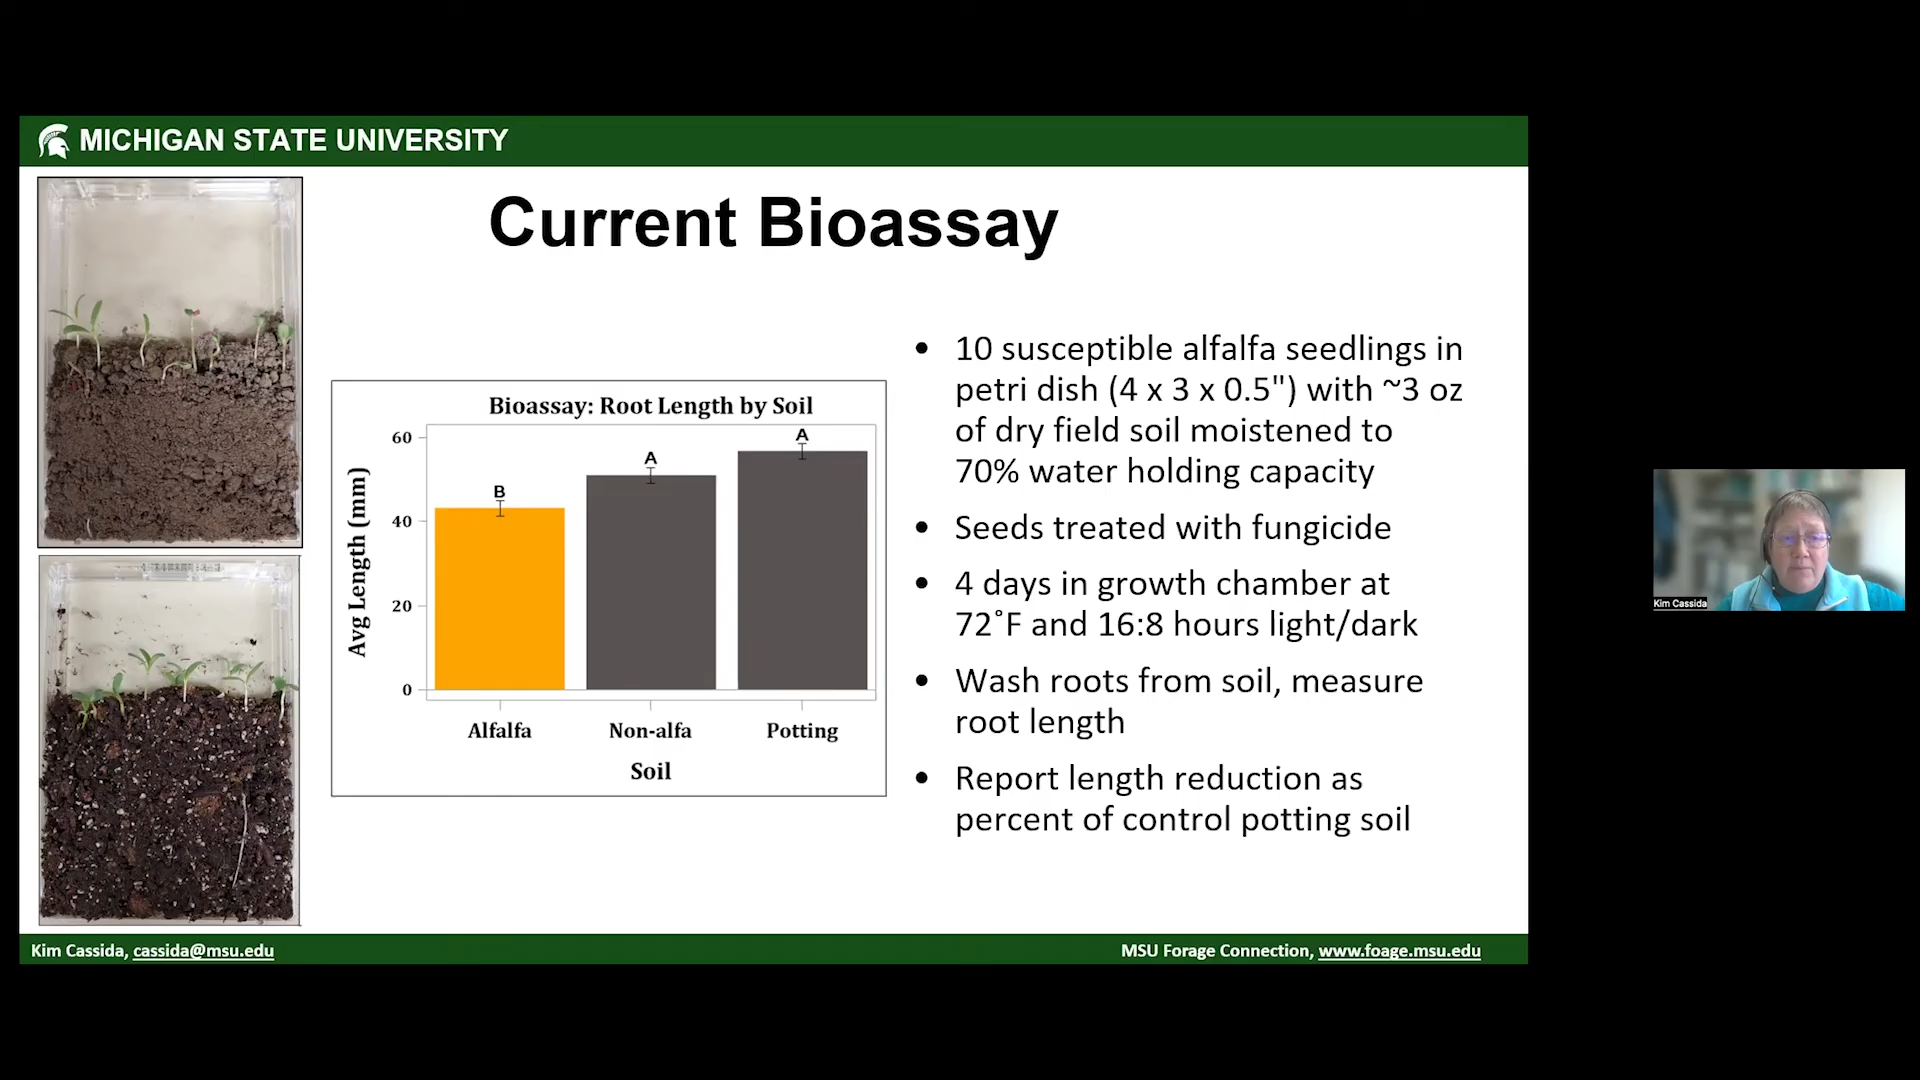 MICHIGAN STATE UNIVERSITY
Current Bioassay
Bioassay: Root Length by Soil
Avg Length (mm)
60
40
20
0
B
A
A
Alfalfa
Non-alfa
Potting
Soil
• 10 susceptible alfalfa seedlings in
petri dish (4 x 3 x 0.5") with ~3 oz
of dry field soil moistened to
70% water holding capacity
• Seeds treated with fungicide
• 4 days in growth chamber at
72˚F and 16:8 hours light/dark
• Wash roots from soil, measure
root length
• Report length reduction as
percent of control potting soil
Kim Cassida, cassida@msu.edu
MSU Forage Connection, www.foage.msu.edu
Kim Cassida